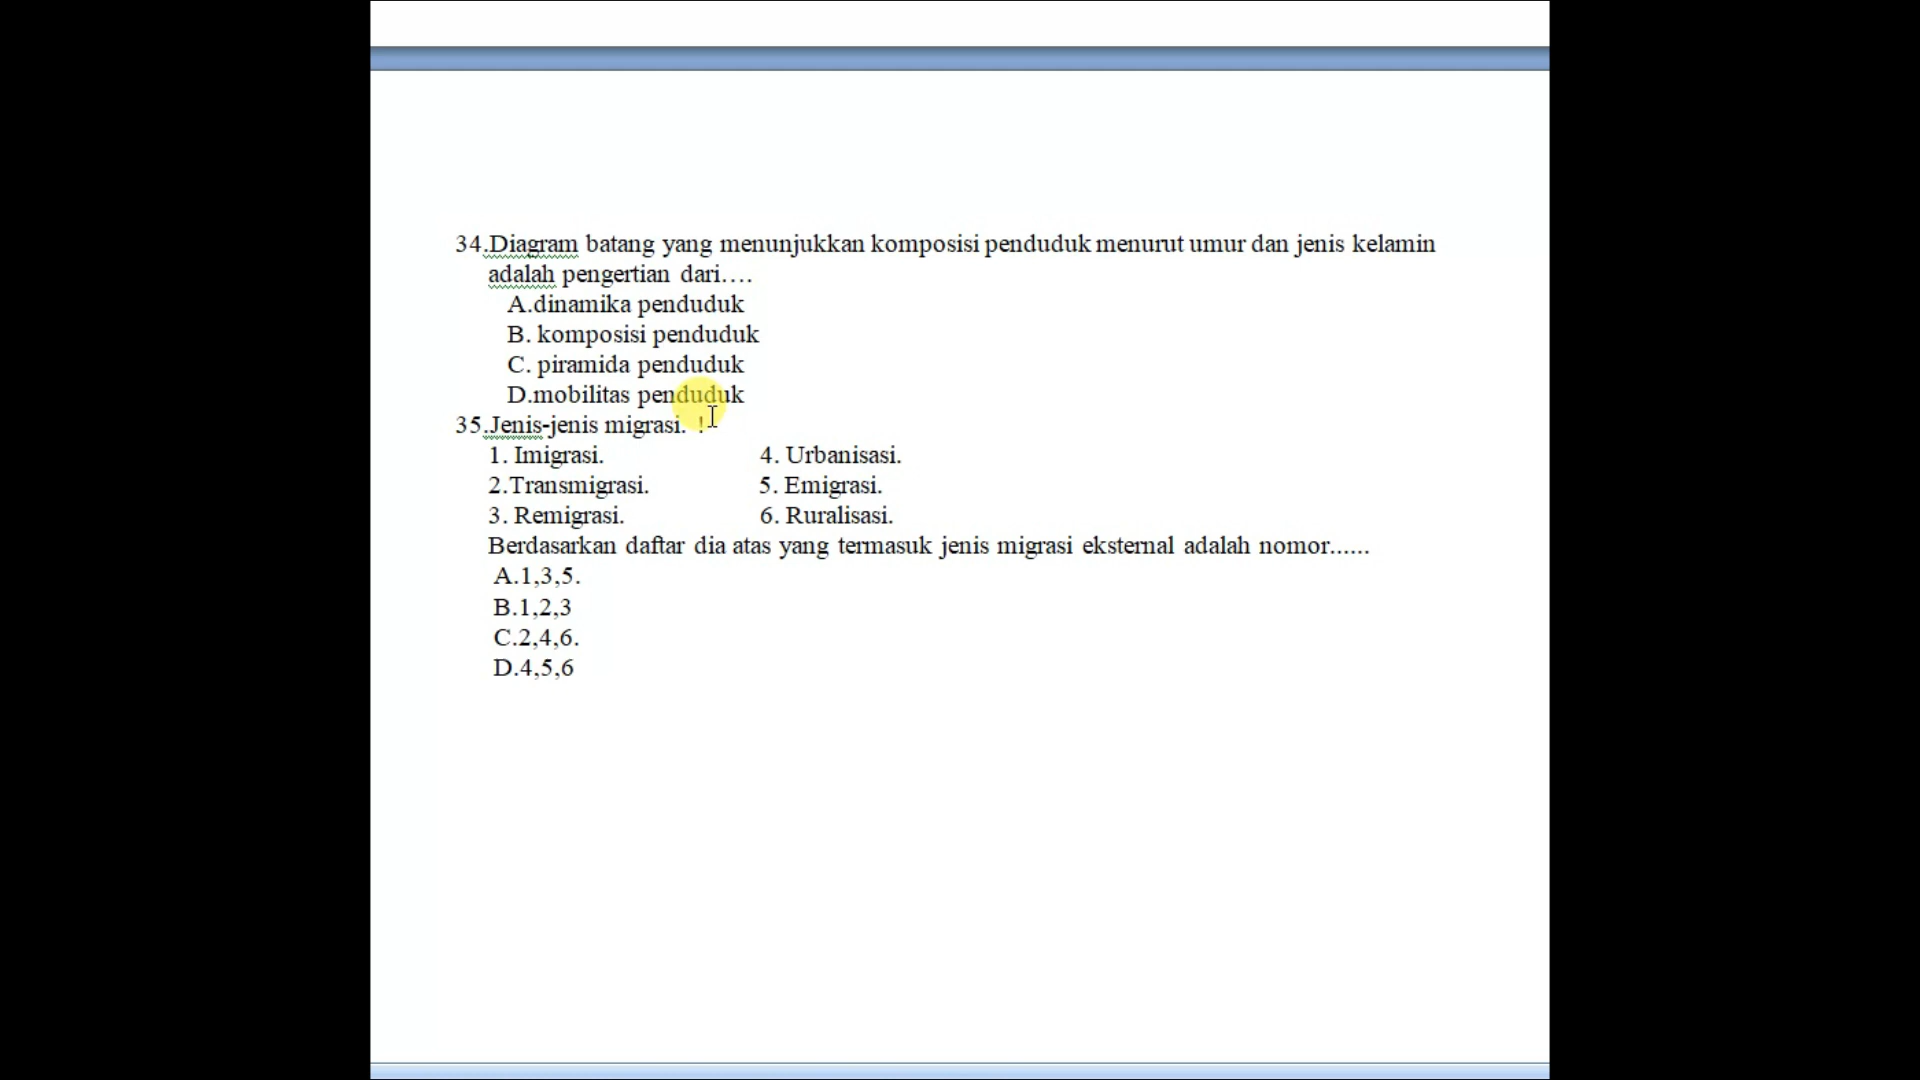 34.Diagram batang yang menunjukkan komposisi penduduk menurut umur dan jenis kelamin
adalah pengertian dari….
A.dinamika penduduk
B. komposisi penduduk
C. piramida penduduk
D.mobilitas penduduk
35.Jenis-jenis migrasi. !
1. Imigrasi. 4. Urbanisasi.
2.Transmigrasi. 5. Emigrasi.
3. Remigrasi. 6. Ruralisasi.
Berdasarkan daftar dia atas yang termasuk jenis migrasi eksternal adalah nomor......
A.1,3,5.
B.1,2,3
C.2,4,6.
D.4,5,6